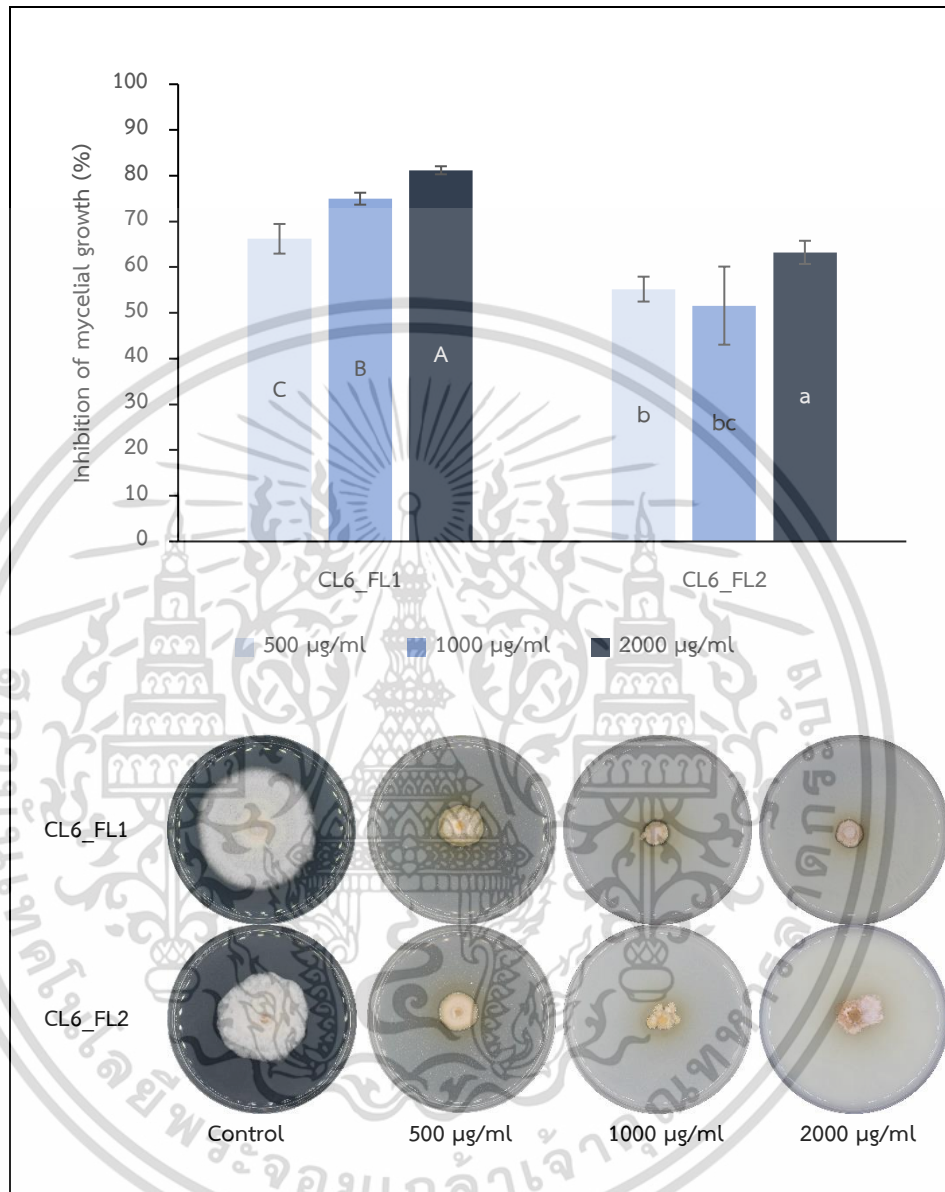 Inhibition of mycelial growth (%)
100
90
80
70
60
50
40
30
20
10
0
C
B
A
b
bc
a
CL6_FL1
CL6_FL2
500 µg/ml
1000 µg/ml
2000 µg/ml
CL6_FL1
CL6_FL2
Control
500 µg/ml
1000 µg/ml
2000 µg/ml